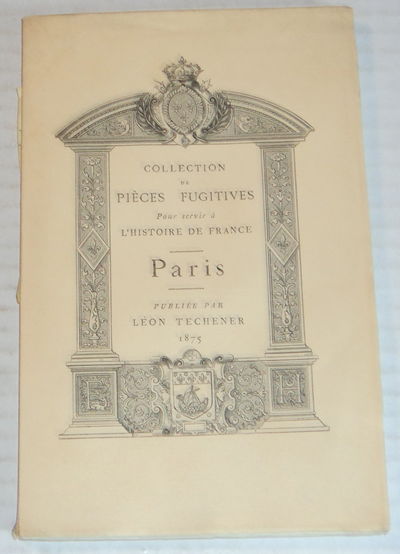 COLLECTION
DE
PIÈCES FUGITIVES
Pour servir à
L'HISTOIRE DE FRANCE
Paris
PUBLIÉE PAR
LÉON TECHENER
1875